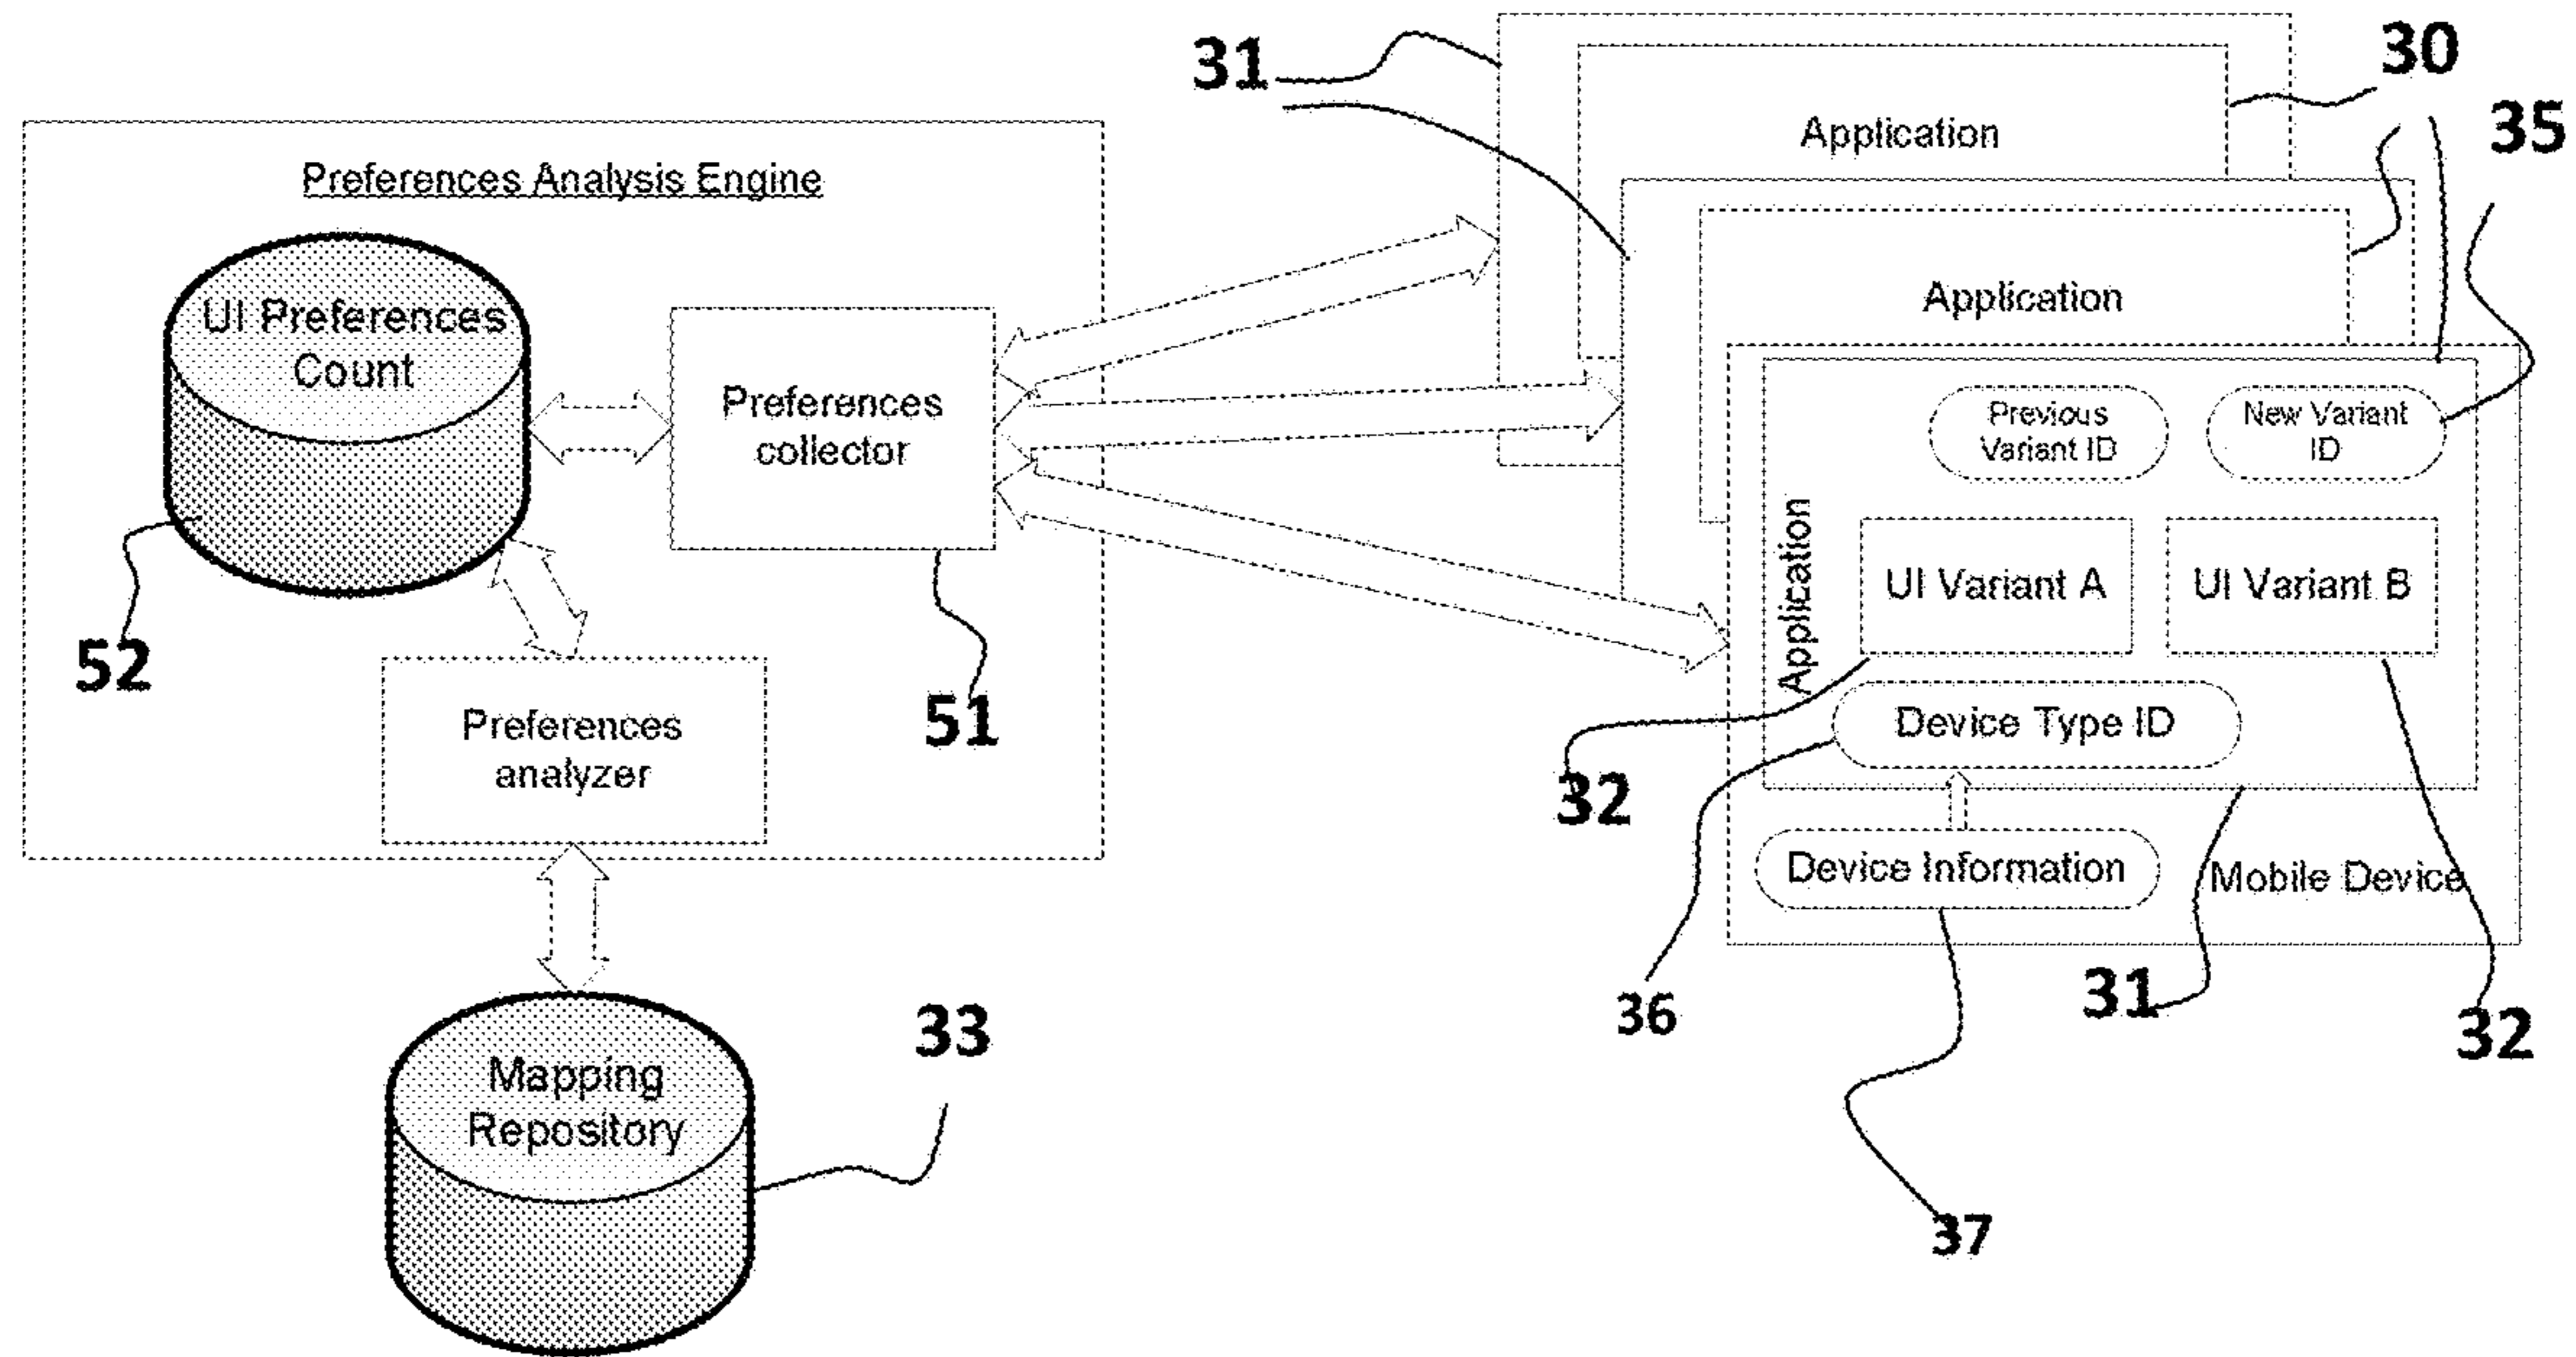 31
30
35
Application
Preferences Analysis Engine
Application
UI Preferences
Count
Preferences
collector
Previous
Variant ID
New Variant
ID
Application
UI Variant A
UI Variant B
52
51
Preferences
analyzer
Device Type ID
32
Device Information
Mobile Device
36
31
32
33
Mapping
Repository
37